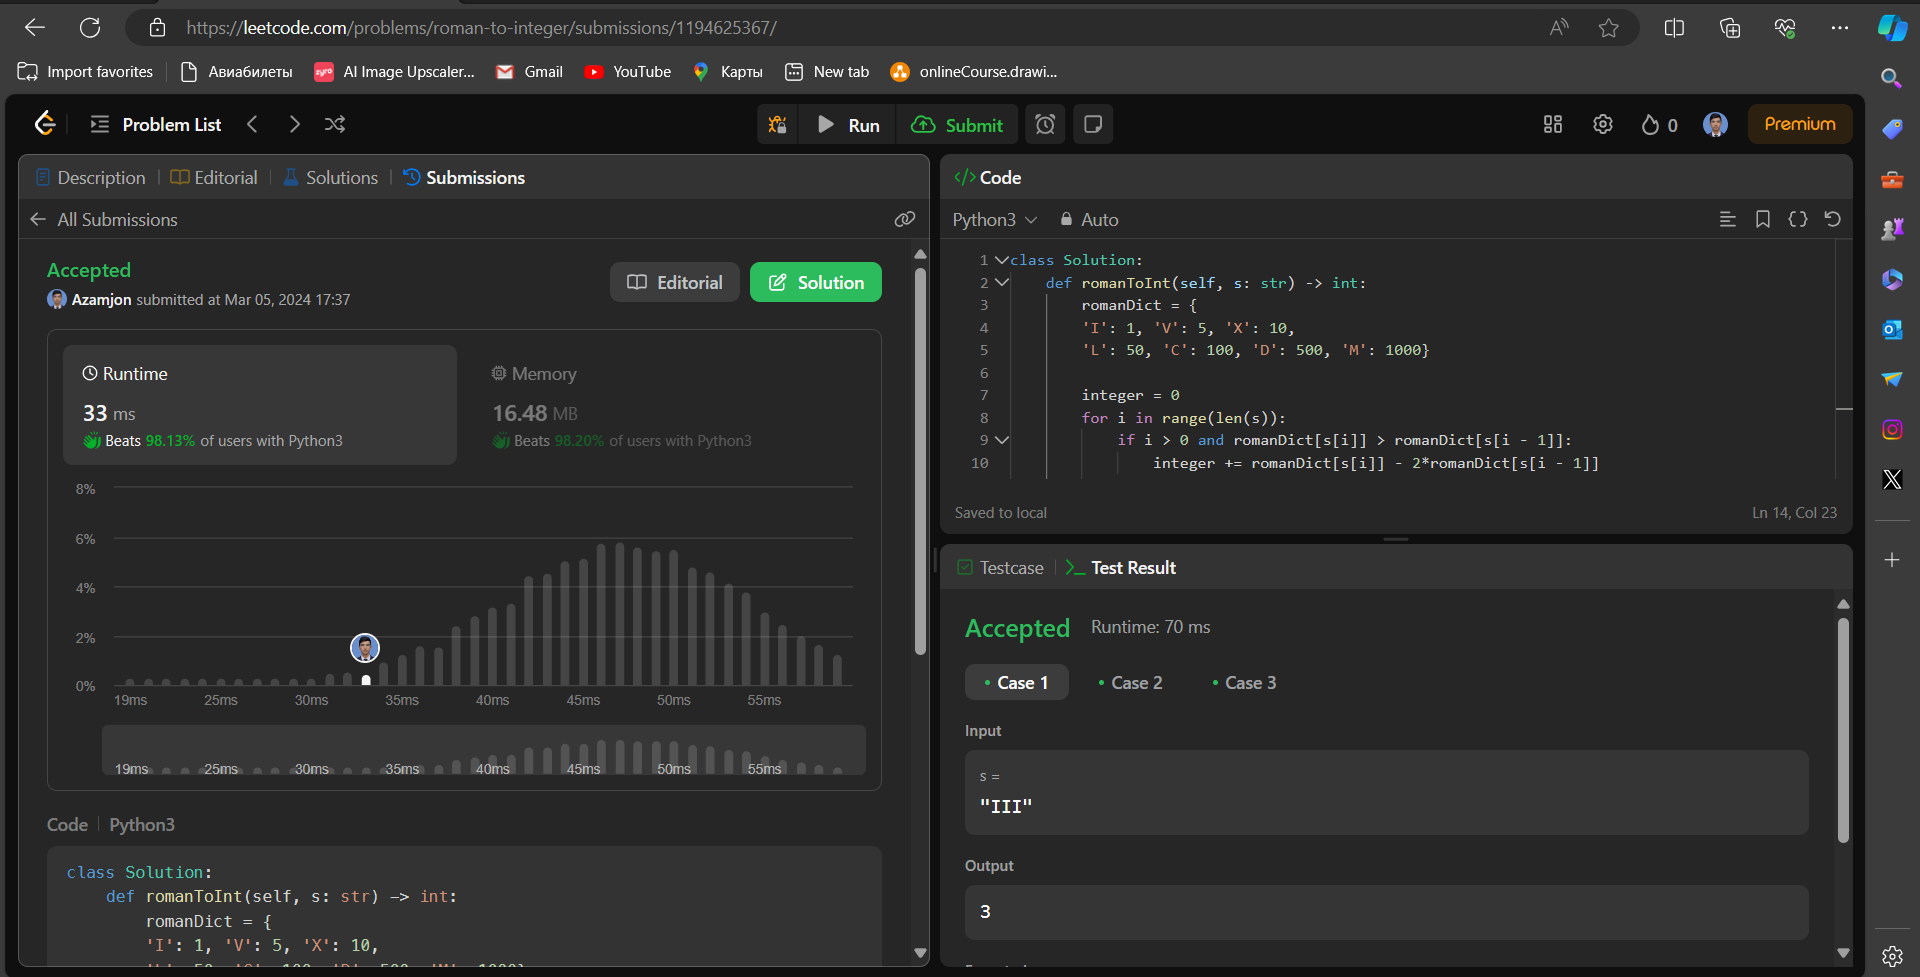 https://leetcode.com/problems/roman-to-integer/submissions/1194625367/
Import favorites
Авиабилеты
zyro
AI Image Upscaler...
Gmail
YouTube
Карты
New tab
onlineCourse.drawi...
Problem List
Run
Submit
0
Premium
Description
Editorial
Solutions
Submissions
All Submissions
Accepted
Azamjon submitted at Mar 05, 2024 17:37
Editorial
Solution
Runtime
33 ms
Beats 98.13% of users with Python3
Memory
16.48 MB
Beats 98.20% of users with Python3
8%
6%
4%
2%
0%
19ms 25ms 30ms 35ms 40ms 45ms 50ms 55ms
19ms 25ms 30ms 35ms 40ms 45ms 50ms 55ms
Code Python3
class Solution:
def romanToInt(self, s: str) -> int:
romanDict = {
'I': 1, 'V': 5, 'X': 10,
</> Code
Python3
Auto
1 class Solution:
2 def romanToInt(self, s: str) -> int:
3 romanDict = {
4 'I': 1, 'V': 5, 'X': 10,
5 'L': 50, 'C': 100, 'D': 500, 'M': 1000}
6
7 integer = 0
8 for i in range(len(s)):
9 if i > 0 and romanDict[s[i]] > romanDict[s[i - 1]]:
10 integer += romanDict[s[i]] - 2*romanDict[s[i - 1]]
Saved to local
Ln 14, Col 23
Testcase
Test Result
Accepted
Runtime: 70 ms
Case 1
Case 2
Case 3
Input
s =
"III"
Output
3